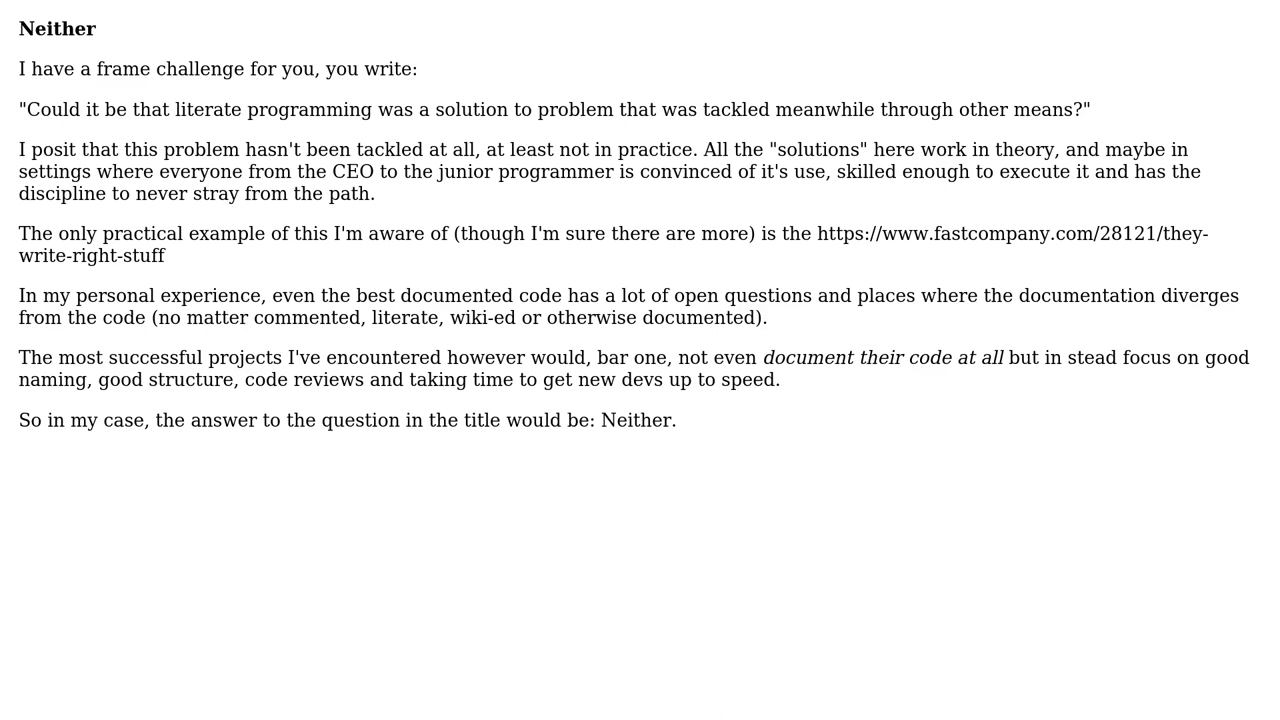 Neither
I have a frame challenge for you, you write:
"Could it be that literate programming was a solution to problem that was tackled meanwhile through other means?"
I posit that this problem hasn't been tackled at all, at least not in practice. All the "solutions" here work in theory, and maybe in
settings where everyone from the CEO to the junior programmer is convinced of it's use, skilled enough to execute it and has the
discipline to never stray from the path.
The only practical example of this I'm aware of (though I'm sure there are more) is the https://www.fastcompany.com/28121/they-
write-right-stuff
In my personal experience, even the best documented code has a lot of open questions and places where the documentation diverges
from the code (no matter commented, literate, wiki-ed or otherwise documented).
The most successful projects I've encountered however would, bar one, not even document their code at all but in stead focus on good
naming, good structure, code reviews and taking time to get new devs up to speed.
So in my case, the answer to the question in the title would be: Neither.